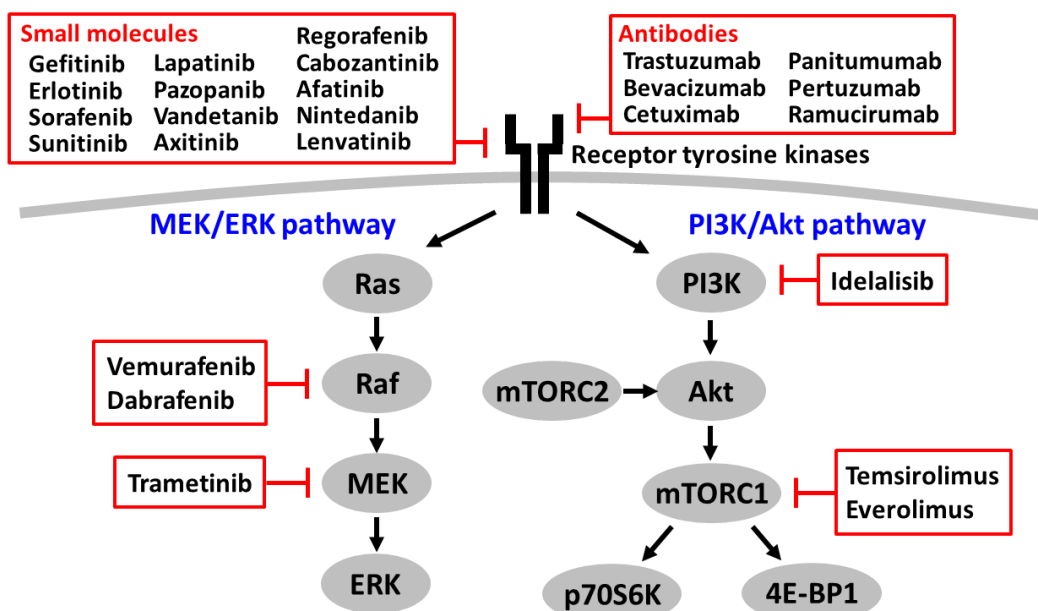 Small molecules
Gefitinib
Erlotinib
Sorafenib
Sunitinib
Lapatinib
Pazopanib
Vandetanib
Axitinib
Regorafenib
Cabozantinib
Afatinib
Nintedanib
Lenvatinib
Antibodies
Trastuzumab
Bevacizumab
Cetuximab
Panitumumab
Pertuzumab
Ramucirumab
Receptor tyrosine kinases
MEK/ERK pathway
PI3K/Akt pathway
Ras
PI3K
Idelalisib
Vemurafenib
Dabrafenib
Raf
mTORC2
Akt
Trametinib
MEK
mTORC1
Temsirolimus
Everolimus
ERK
p70S6K
4E-BP1